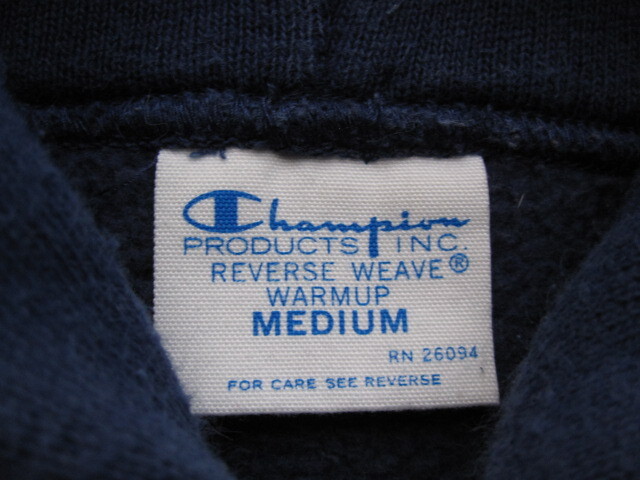 Champion
PRODUCTS INC.
REVERSE WEAVE®
WARMUP
MEDIUM
RN 26094
FOR CARE SEE REVERSE